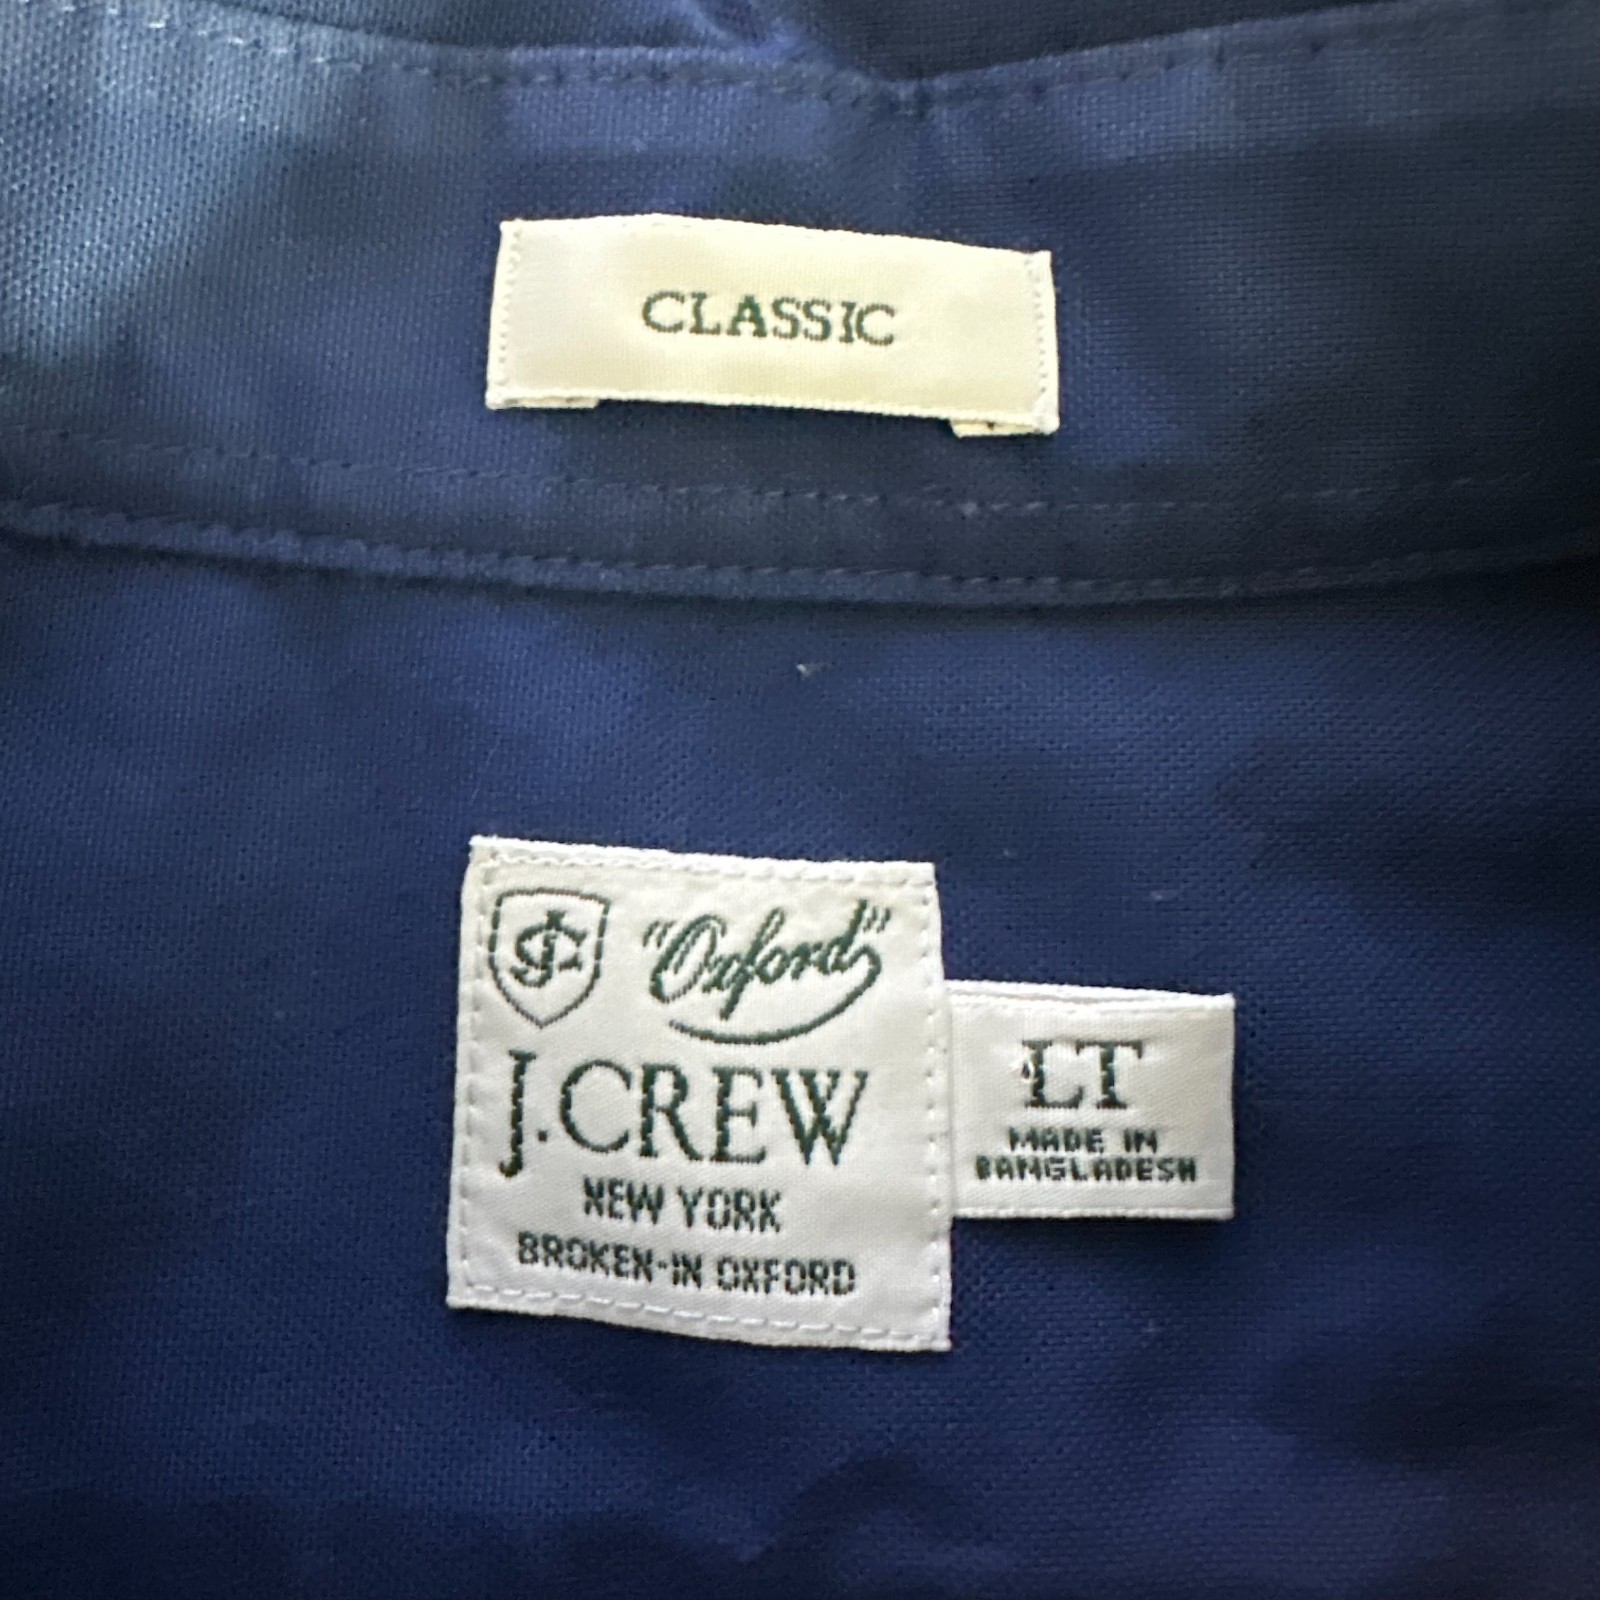 CLASSIC
"Oxford"
J.CREW
NEW YORK
BROKEN-IN OXFORD
LT
MADE IN
BANGLADESH